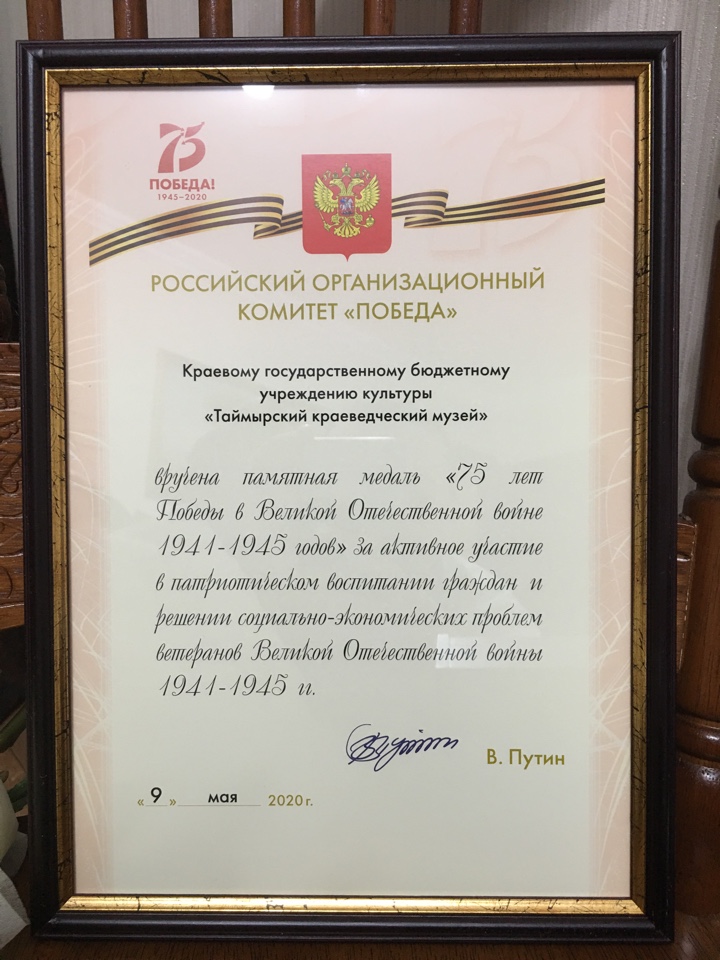 75
ПОБЕДА!
1945–2020
РОССИЙСКИЙ ОРГАНИЗАЦИОННЫЙ
КОМИТЕТ «ПОБЕДА»
Краевому государственному бюджетному
учреждению культуры
«Таймырский краеведческий музей»
вручена памятная медаль «75 лет
Победы в Великой Отечественной войне
1941-1945 годов» за активное участие
в патриотическом воспитании граждан и
решении социально-экономических проблем
ветеранов Великой Отечественной войны
1941-1945 гг.
В. Путин
«9» мая 2020 г.